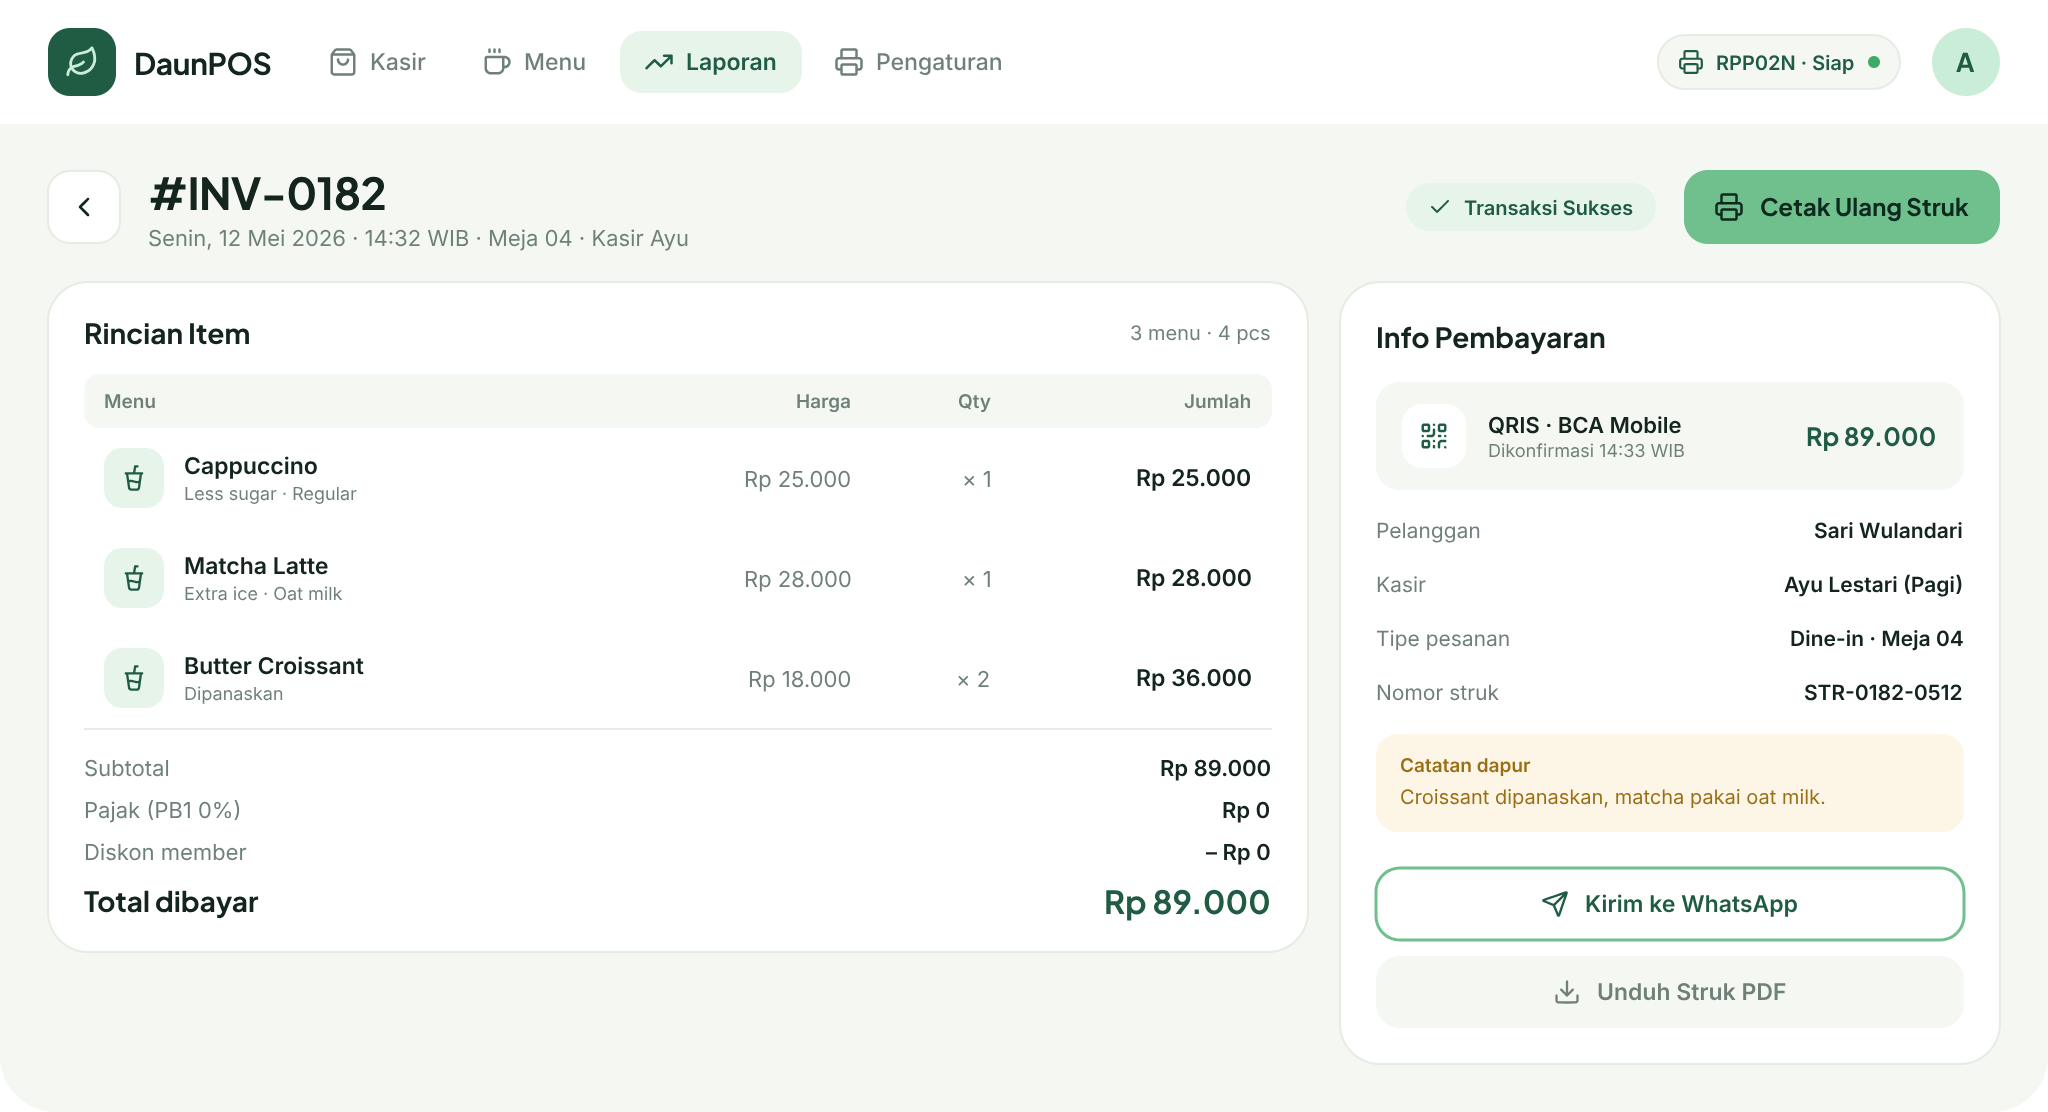 DaunPOS
Kasir
Menu
Laporan
Pengaturan
RPP02N · Siap
A
#INV-0182
Senin, 12 Mei 2026 · 14:32 WIB · Meja 04 · Kasir Ayu
Transaksi Sukses
Cetak Ulang Struk
Rincian Item
3 menu · 4 pcs
Menu Harga Qty Jumlah
Cappuccino
Less sugar · Regular
Rp 25.000 × 1 Rp 25.000
Matcha Latte
Extra ice · Oat milk
Rp 28.000 × 1 Rp 28.000
Butter Croissant
Dipanaskan
Rp 18.000 × 2 Rp 36.000
Subtotal Rp 89.000
Pajak (PB1 0%) Rp 0
Diskon member – Rp 0
Total dibayar Rp 89.000
Info Pembayaran
QRIS · BCA Mobile
Dikonfirmasi 14:33 WIB
Rp 89.000
Pelanggan Sari Wulandari
Kasir Ayu Lestari (Pagi)
Tipe pesanan Dine-in · Meja 04
Nomor struk STR-0182-0512
Catatan dapur
Croissant dipanaskan, matcha pakai oat milk.
Kirim ke WhatsApp
Unduh Struk PDF